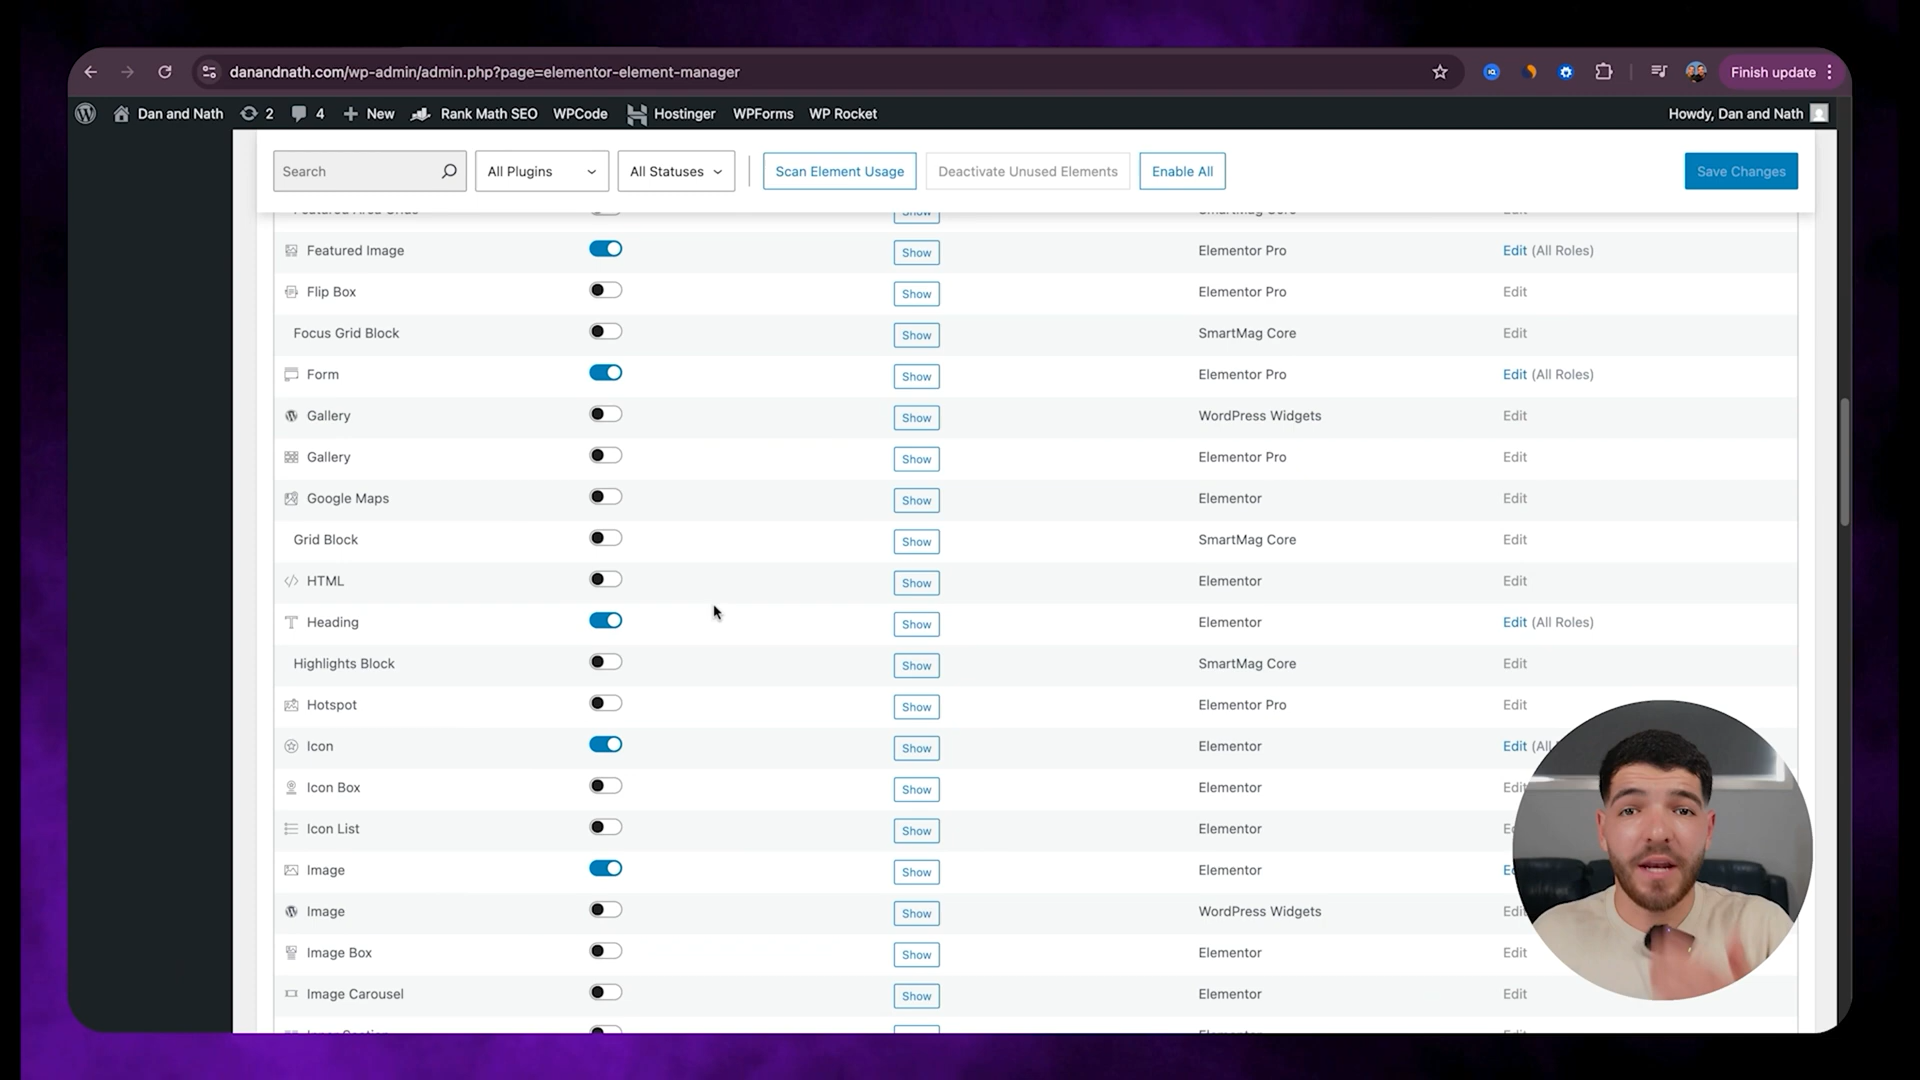 danandnath.com/wp-admin/admin.php?page=elementor-element-manager
Finish update
Dan and Nath 2 4 New Rank Math SEO WPCode Hostinger WPForms WP Rocket Howdy, Dan and Nath
Search All Plugins All Statuses Scan Element Usage Deactivate Unused Elements Enable All Save Changes
Featured Image Show Elementor Pro Edit (All Roles)
Flip Box Show Elementor Pro Edit
Focus Grid Block Show SmartMag Core Edit
Form Show Elementor Pro Edit (All Roles)
Gallery Show WordPress Widgets Edit
Gallery Show Elementor Pro Edit
Google Maps Show Elementor Edit
Grid Block Show SmartMag Core Edit
HTML Show Elementor Edit
Heading Show Elementor Edit (All Roles)
Highlights Block Show SmartMag Core Edit
Hotspot Show Elementor Pro Edit
Icon Show Elementor Edit (All
Icon Box Show Elementor Edit
Icon List Show Elementor
Image Show Elementor
Image Show WordPress Widgets Edit
Image Box Show Elementor Edit
Image Carousel Show Elementor Edit